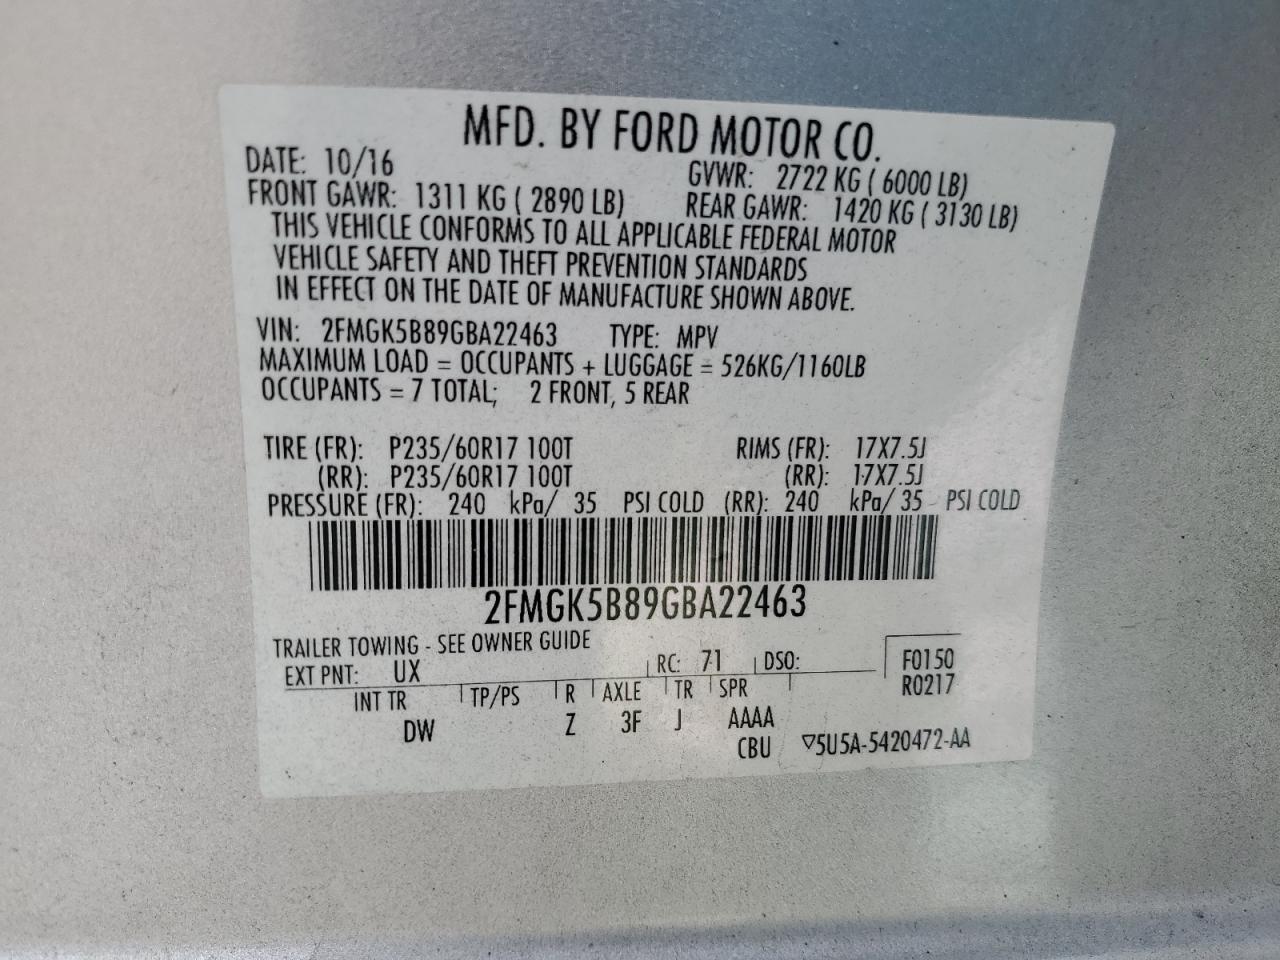 MFD. BY FORD MOTOR CO.
DATE: 10/16 GVWR: 2722 KG ( 6000 LB)
FRONT GAWR: 1311 KG ( 2890 LB) REAR GAWR: 1420 KG ( 3130 LB)
THIS VEHICLE CONFORMS TO ALL APPLICABLE FEDERAL MOTOR
VEHICLE SAFETY AND THEFT PREVENTION STANDARDS
IN EFFECT ON THE DATE OF MANUFACTURE SHOWN ABOVE.
VIN: 2FMGK5B89GBA22463 TYPE: MPV
MAXIMUM LOAD = OCCUPANTS + LUGGAGE = 526KG/1160LB
OCCUPANTS = 7 TOTAL; 2 FRONT, 5 REAR
TIRE (FR): P235/60R17 100T RIMS (FR): 17X7.5J
(RR): P235/60R17 100T (RR): 17X7.5J
PRESSURE (FR): 240 kPa/ 35 PSI COLD (RR): 240 kPa/ 35 PSI COLD
2FMGK5B89GBA22463
TRAILER TOWING - SEE OWNER GUIDE
EXT PNT: UX RC: 71 DSO: F0150
INT TR TP/PS R AXLE TR SPR R0217
DW Z 3F J AAAA
CBU ▽5U5A-5420472-AA